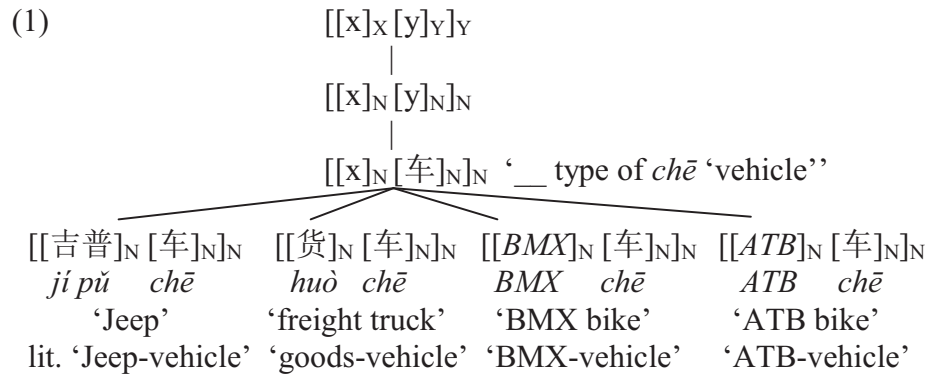 (1) [[x]X [y]Y]Y
[[x]N [y]N]N
[[x]N [车]N]N ‘__ type of chē ‘vehicle’’
[[吉普]N [车]N]N [[货]N [车]N]N [[BMX]N [车]N]N [[ATB]N [车]N]N
jí pǔ chē huò chē BMX chē ATB chē
‘Jeep’ ‘freight truck’ ‘BMX bike’ ‘ATB bike’
lit. ‘Jeep-vehicle’ ‘goods-vehicle’ ‘BMX-vehicle’ ‘ATB-vehicle’